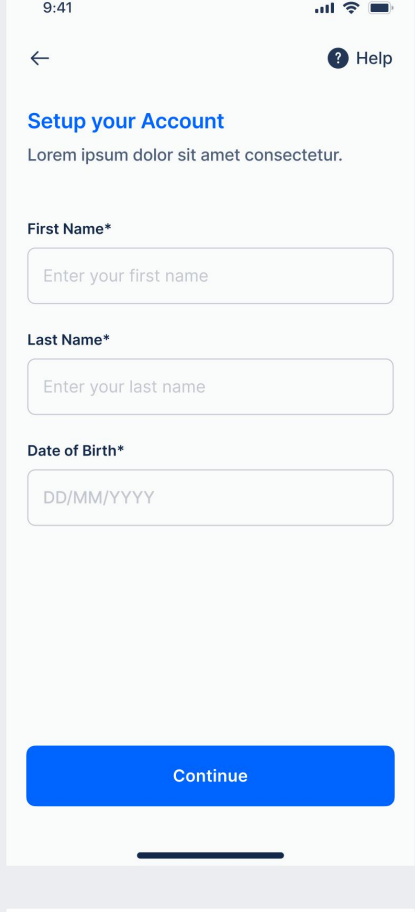 9:41
? Help
Setup your Account
Lorem ipsum dolor sit amet consectetur.
First Name*
Enter your first name
Last Name*
Enter your last name
Date of Birth*
DD/MM/YYYY
Continue